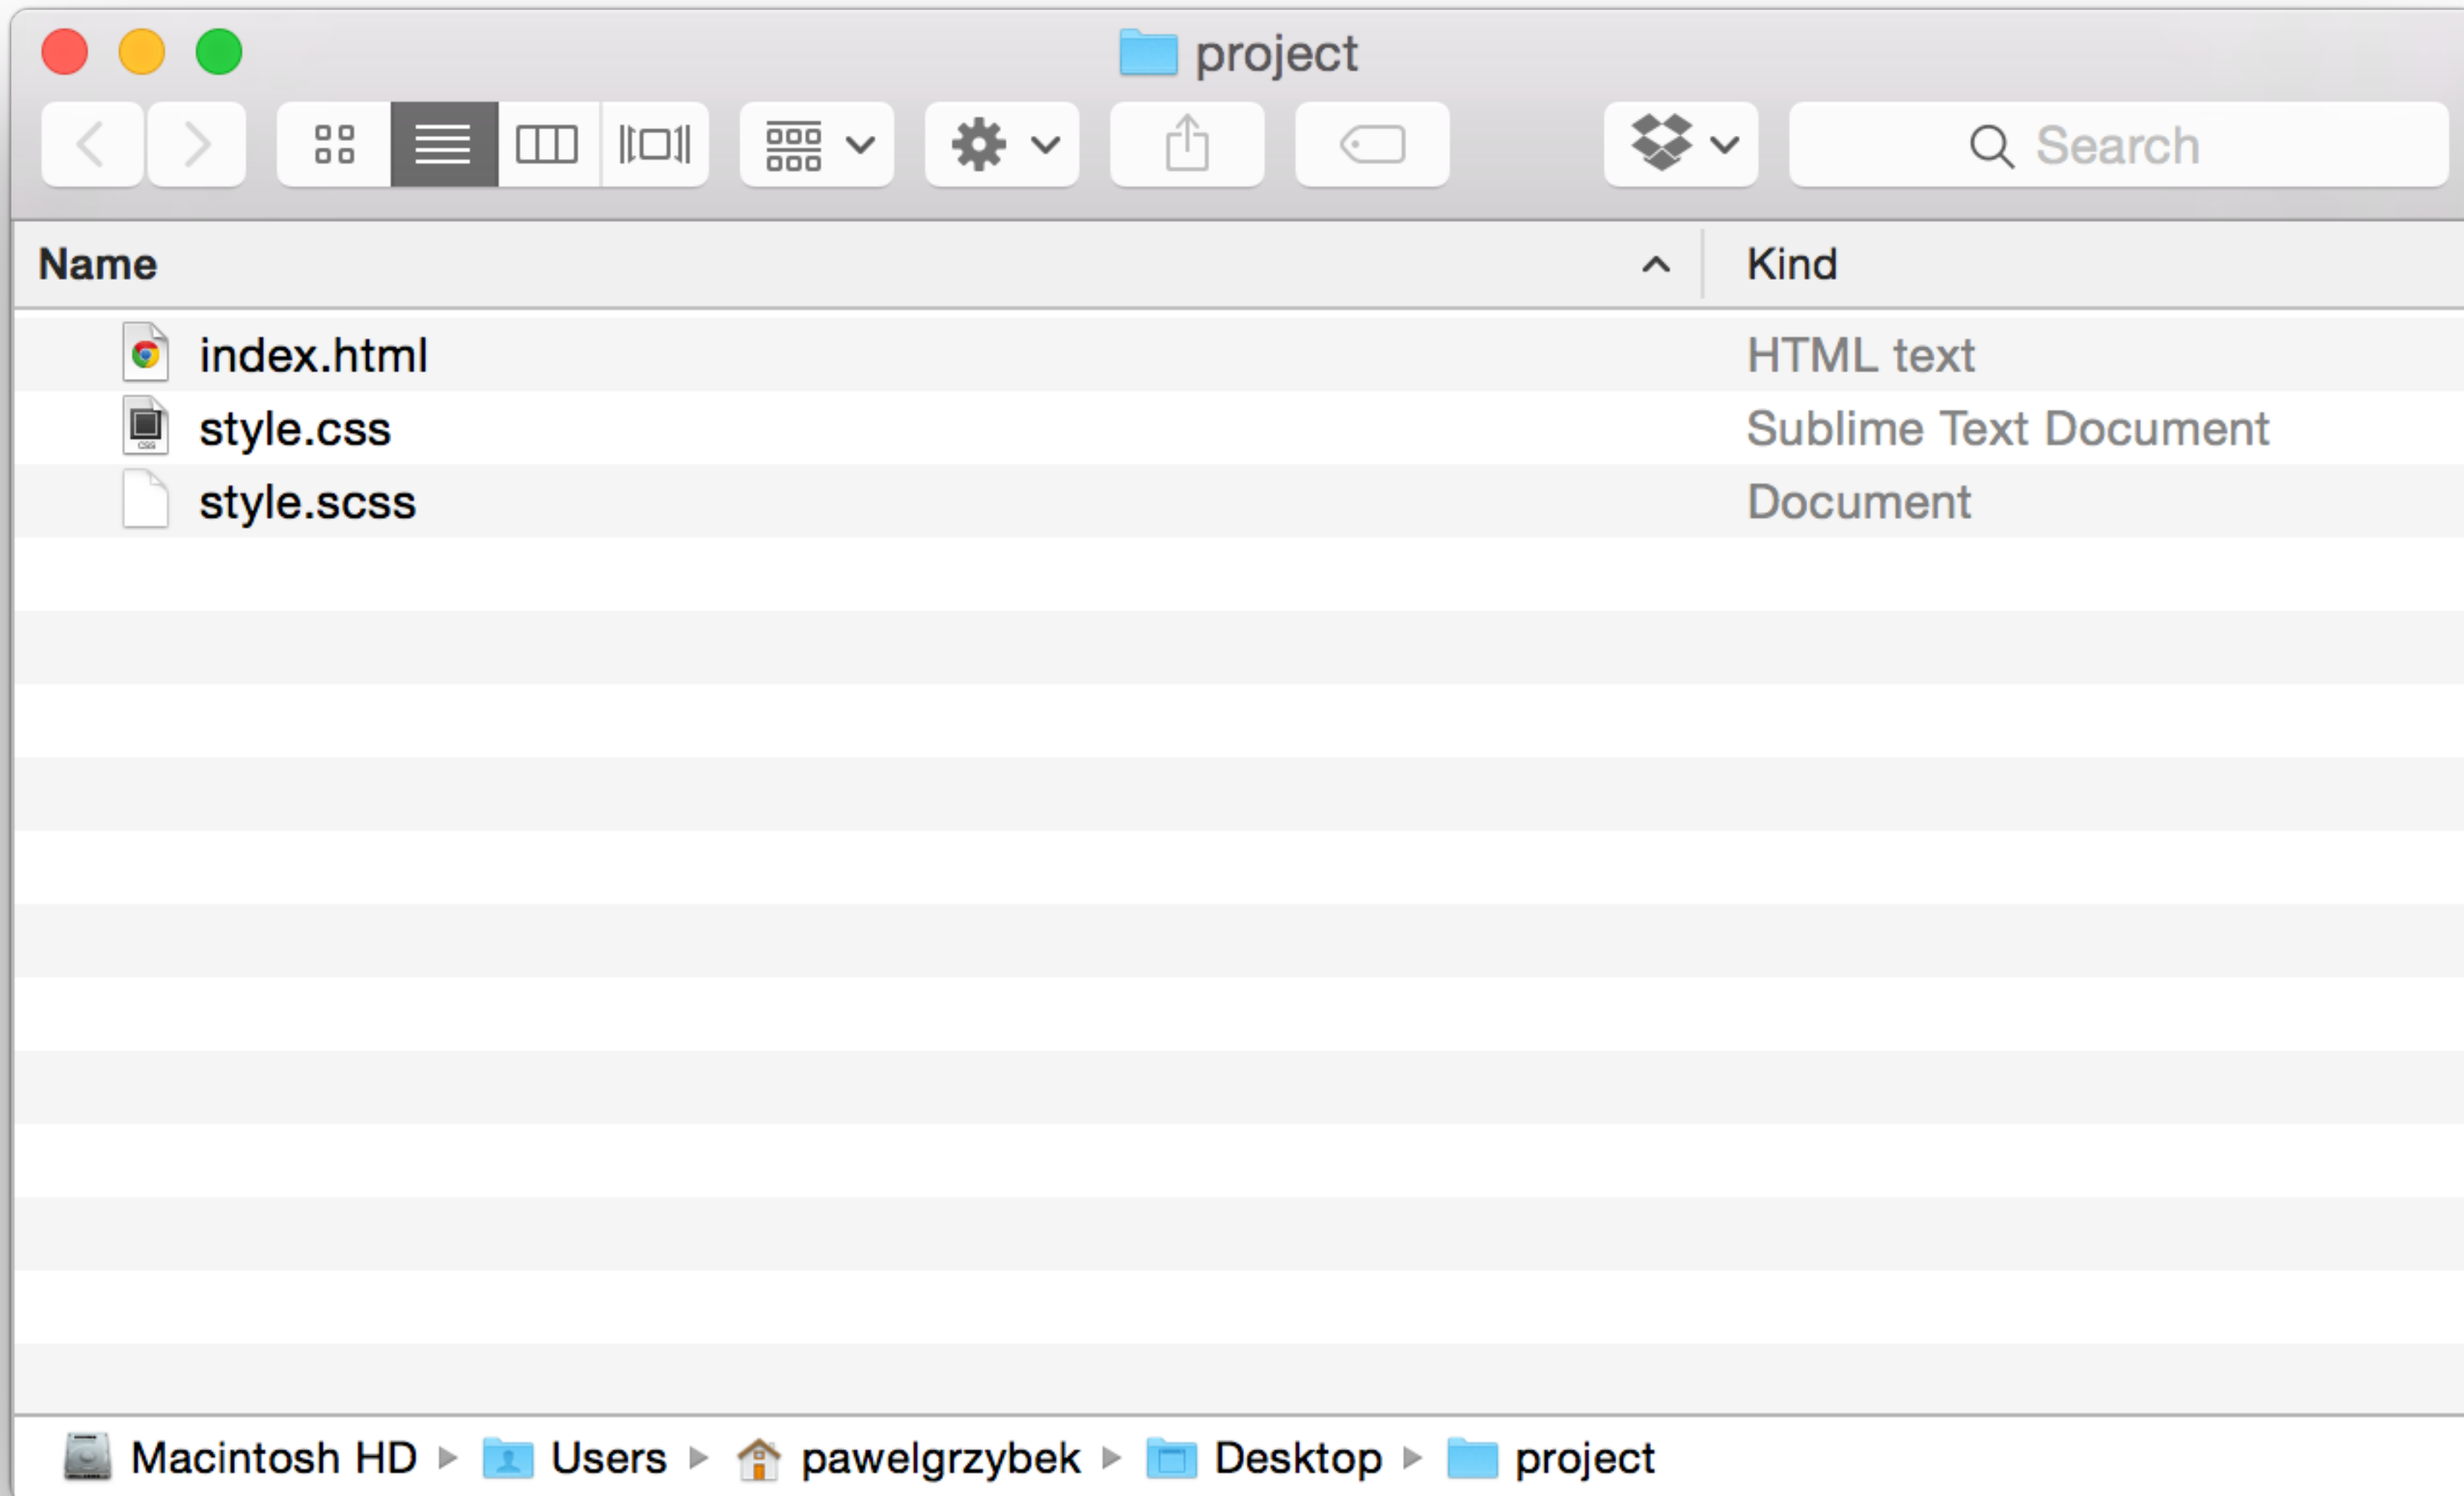 project
Search
Name Kind
index.html HTML text
style.css Sublime Text Document
style.scss Document
Macintosh HD Users pawelgrzybek Desktop project